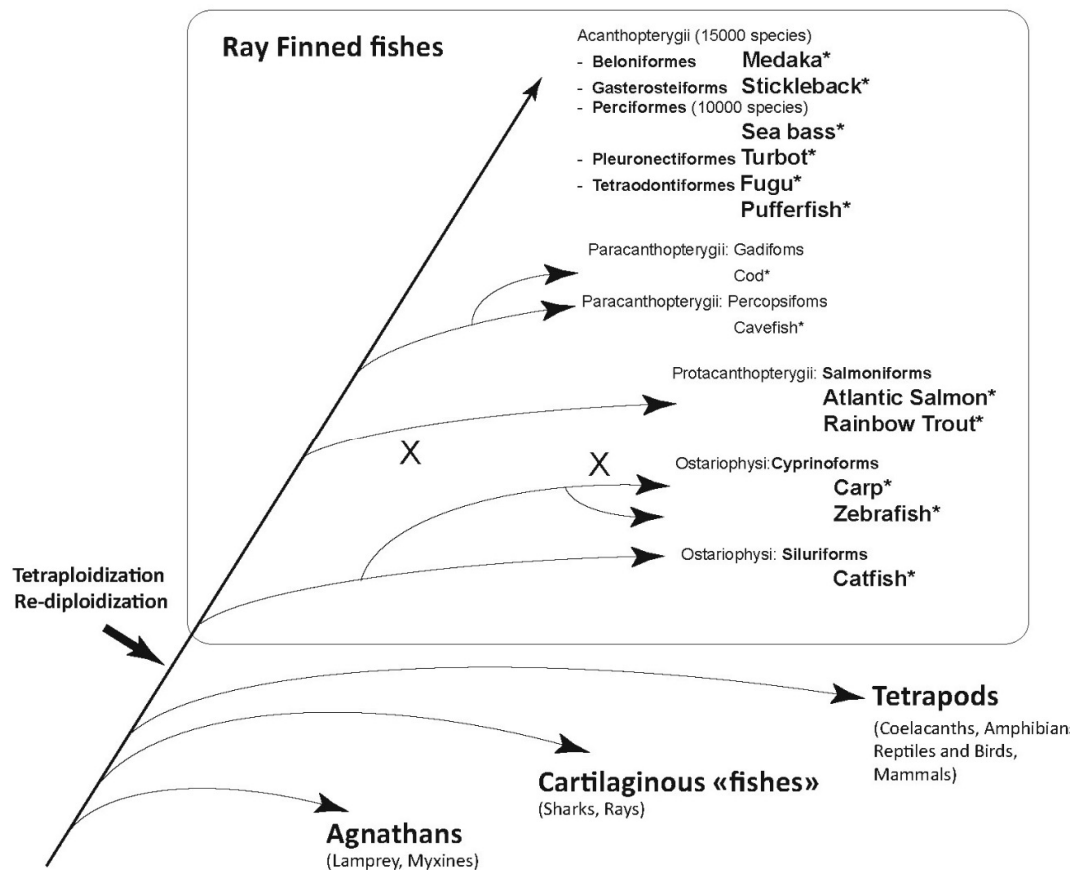 Ray Finned fishes
Acanthopterygii (15000 species)
- Beloniformes Medaka*
- Gasterosteiforms Stickleback*
- Perciformes (10000 species)
Sea bass*
- Pleuronectiformes Turbot*
- Tetraodontiformes Fugu*
Pufferfish*
Paracanthopterygii: Gadifoms
Cod*
Paracanthopterygii: Percopsifoms
Cavefish*
Protacanthopterygii: Salmoniforms
Atlantic Salmon*
Rainbow Trout*
X
X
Ostariophysi:Cyprinoforms
Carp*
Zebrafish*
Ostariophysi: Siluriforms
Catfish*
Tetraploidization
Re-diploidization
Tetrapods
(Coelacanths, Amphibian
Reptiles and Birds,
Mammals)
Cartilaginous «fishes»
(Sharks, Rays)
Agnathans
(Lamprey, Myxines)